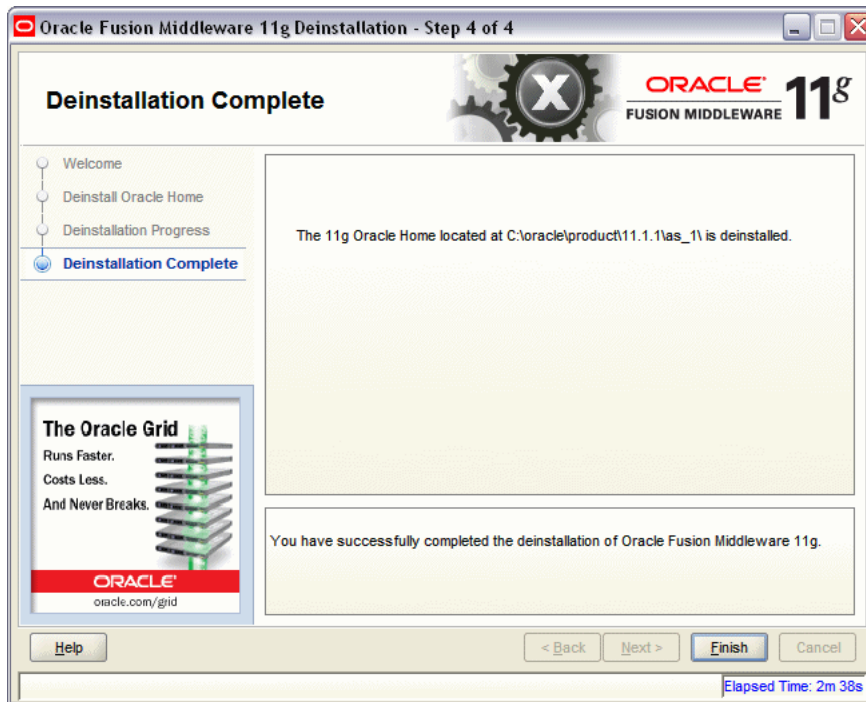 Oracle Fusion Middleware 11g Deinstallation - Step 4 of 4
Deinstallation Complete
X
ORACLE
FUSION MIDDLEWARE
11g
Welcome
Deinstall Oracle Home
Deinstallation Progress
Deinstallation Complete
The 11g Oracle Home located at C:\oracle\product\11.1.1\as_1\ is deinstalled.
The Oracle Grid
Runs Faster.
Costs Less.
And Never Breaks.
ORACLE
oracle.com/grid
You have successfully completed the deinstallation of Oracle Fusion Middleware 11g.
Help
< Back
Next >
Finish
Cancel
Elapsed Time: 2m 38s